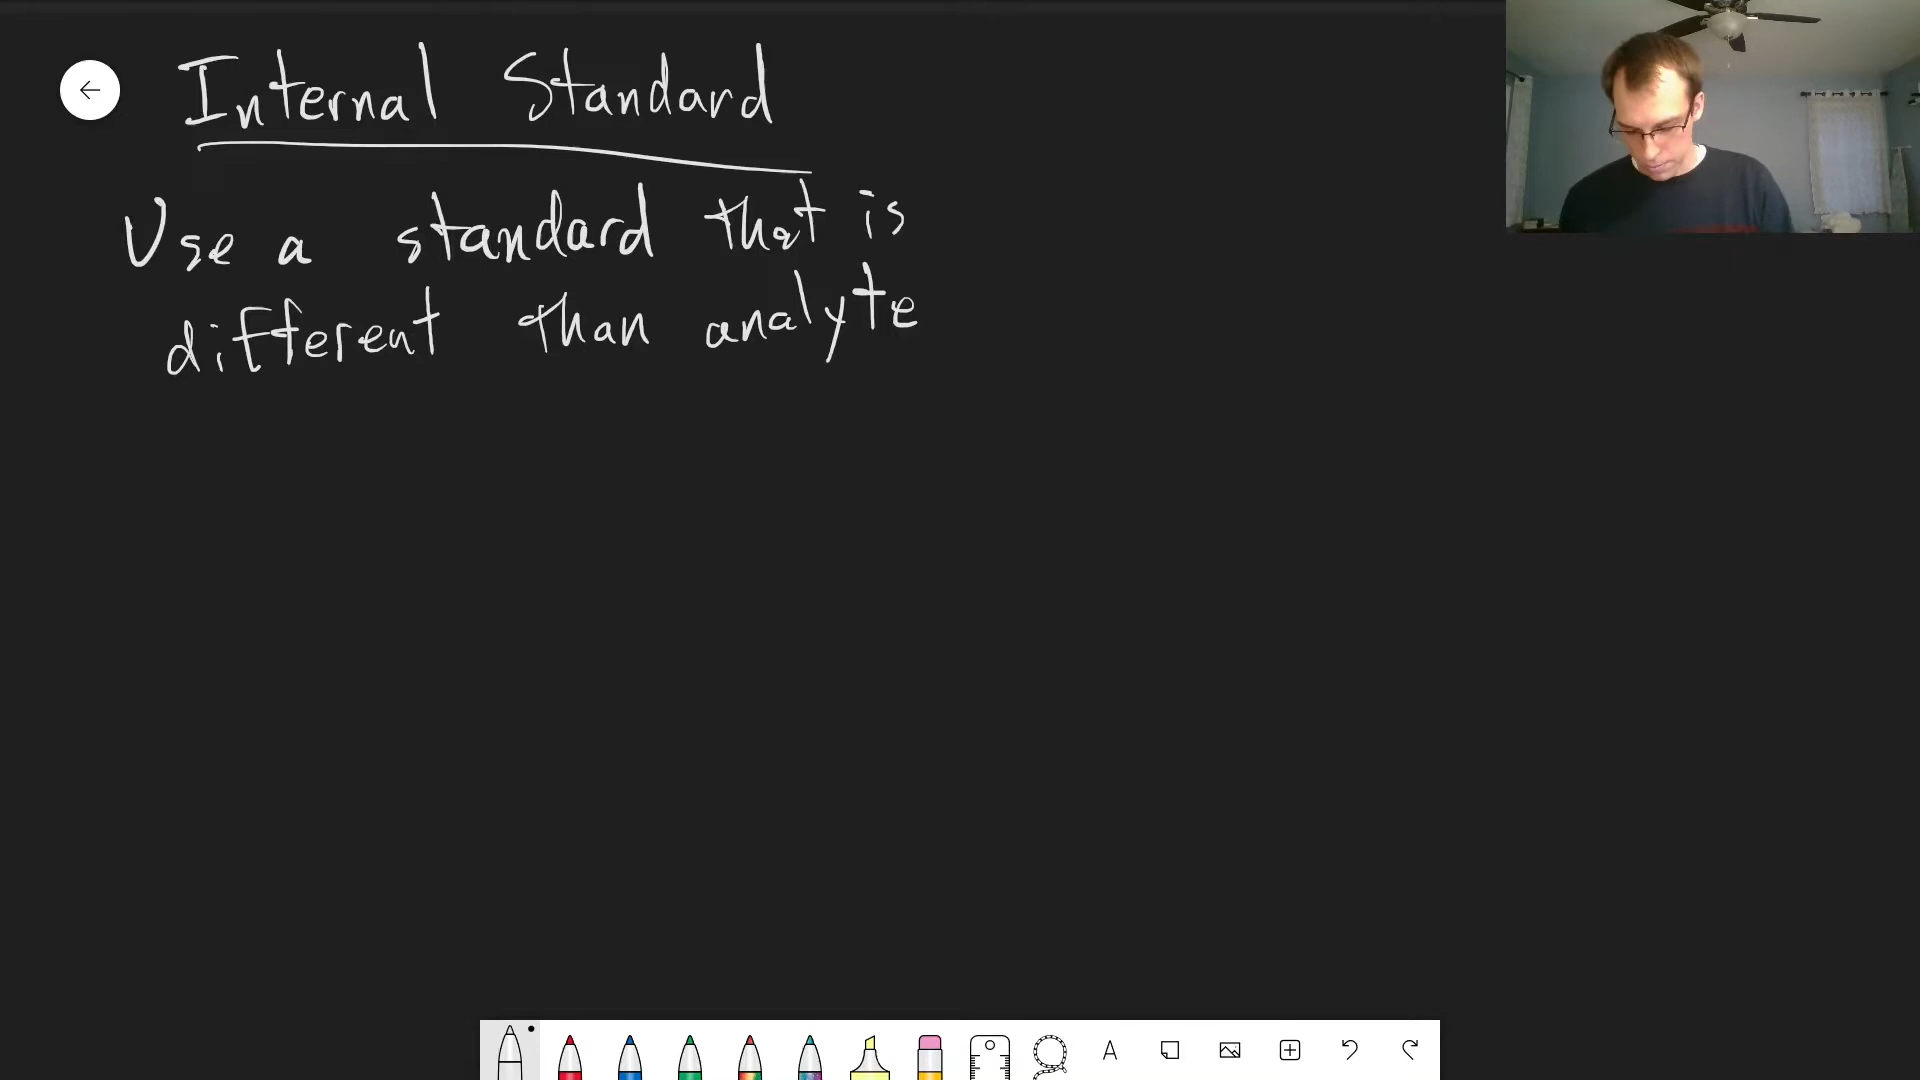 Internal Standard
Use a standard that is
different than analyte
A